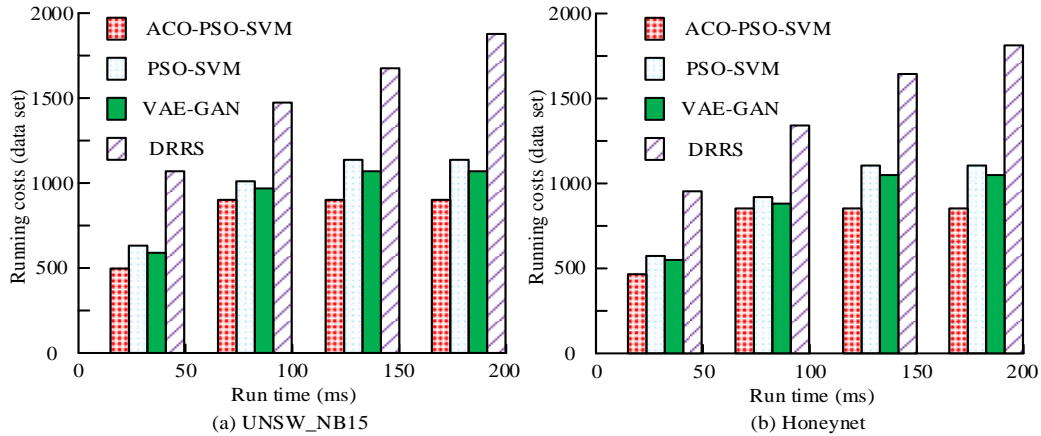 2000
1500
1000
500
0
Running costs (data set)
ACO-PSO-SVM
PSO-SVM
VAE-GAN
DRRS
0 50 100 150 200
Run time (ms)
(a) UNSW_NB15
2000
1500
1000
500
0
Running costs (data set)
ACO-PSO-SVM
PSO-SVM
VAE-GAN
DRRS
0 50 100 150 200
Run time (ms)
(b) Honeynet